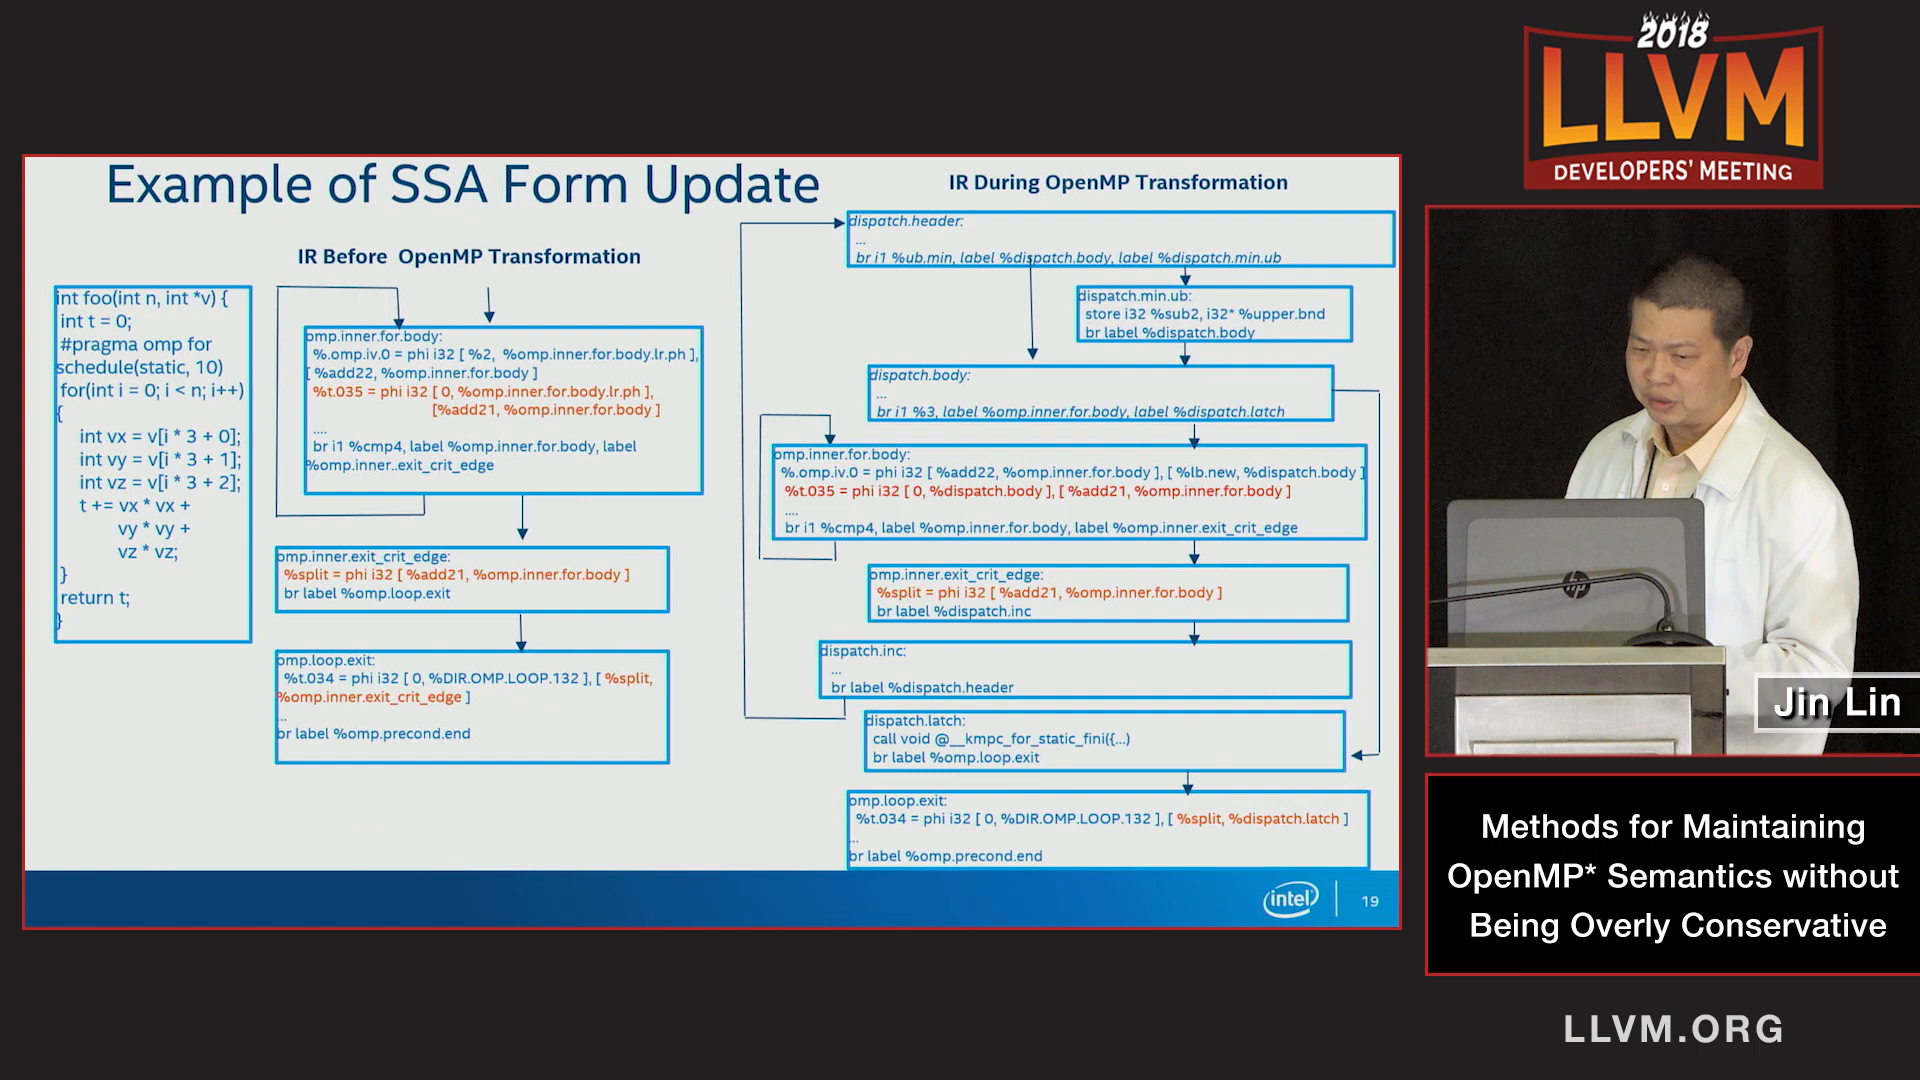 Example of SSA Form Update
IR Before OpenMP Transformation
int foo(int n, int *v) {
int t = 0;
#pragma omp for
schedule(static, 10)
for(int i = 0; i < n; i++)
{
int vx = v[i * 3 + 0];
int vy = v[i * 3 + 1];
int vz = v[i * 3 + 2];
t += vx * vx +
vy * vy +
vz * vz;
}
return t;
}
omp.inner.for.body:
%.omp.iv.0 = phi i32 [ %2, %omp.inner.for.body.lr.ph ],
[ %add22, %omp.inner.for.body ]
%t.035 = phi i32 [ 0, %omp.inner.for.body.lr.ph ],
[%add21, %omp.inner.for.body ]
....
br i1 %cmp4, label %omp.inner.for.body, label
%omp.inner..exit_crit_edge
omp.inner.exit_crit_edge:
%split = phi i32 [ %add21, %omp.inner.for.body ]
br label %omp.loop.exit
omp.loop.exit:
%t.034 = phi i32 [ 0, %DIR.OMP.LOOP.132 ], [ %split,
%omp.inner.exit_crit_edge ]
...
br label %omp.precond.end
IR During OpenMP Transformation
dispatch.header:
...
br i1 %ub.min, label %dispatch.body, label %dispatch.min.ub
dispatch.min.ub:
store i32 %sub2, i32* %upper.bnd
br label %dispatch.body
dispatch.body:
...
br i1 %3, label %omp.inner.for.body, label %dispatch.latch
omp.inner.for.body:
%.omp.iv.0 = phi i32 [ %add22, %omp.inner.for.body ], [ %lb.new, %dispatch.body ]
%t.035 = phi i32 [ 0, %dispatch.body ], [ %add21, %omp.inner.for.body ]
....
br i1 %cmp4, label %omp.inner.for.body, label %omp.inner.exit_crit_edge
omp.inner.exit_crit_edge:
%split = phi i32 [ %add21, %omp.inner.for.body ]
br label %dispatch.inc
dispatch.inc:
...
br label %dispatch.header
dispatch.latch:
call void @__kmpc_for_static_fini({...)
br label %omp.loop.exit
omp.loop.exit:
%t.034 = phi i32 [ 0, %DIR.OMP.LOOP.132 ], [ %split, %dispatch.latch ]
...
br label %omp.precond.end
intel
19
2018
LLVM
DEVELOPERS' MEETING
hp
Jin Lin
Methods for Maintaining
OpenMP* Semantics without
Being Overly Conservative
LLVM.ORG